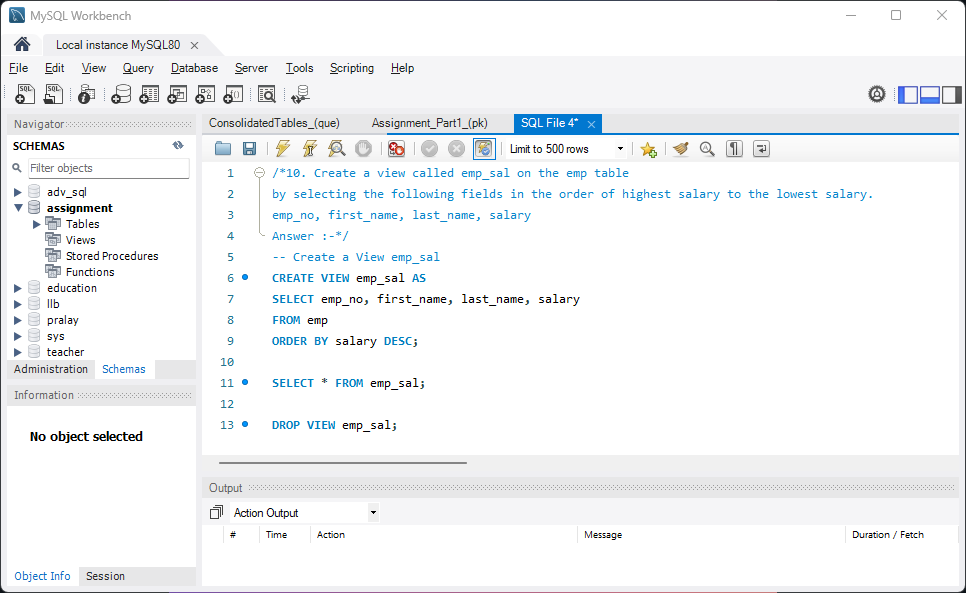 MySQL Workbench
Local instance MySQL80
File Edit View Query Database Server Tools Scripting Help
SQL SQL
Navigator
SCHEMAS
Filter objects
adv_sql
assignment
Tables
Views
Stored Procedures
Functions
education
llb
pralay
sys
teacher
Administration Schemas
Information
No object selected
Object Info Session
ConsolidatedTables_(que) Assignment_Part1_(pk) SQL File 4*
Limit to 500 rows
1 /*10. Create a view called emp_sal on the emp table
2 by selecting the following fields in the order of highest salary to the lowest salary.
3 emp_no, first_name, last_name, salary
4 Answer :-*/
5 -- Create a View emp_sal
6 CREATE VIEW emp_sal AS
7 SELECT emp_no, first_name, last_name, salary
8 FROM emp
9 ORDER BY salary DESC;
10
11 SELECT * FROM emp_sal;
12
13 DROP VIEW emp_sal;
Output
Action Output
# Time Action Message Duration / Fetch